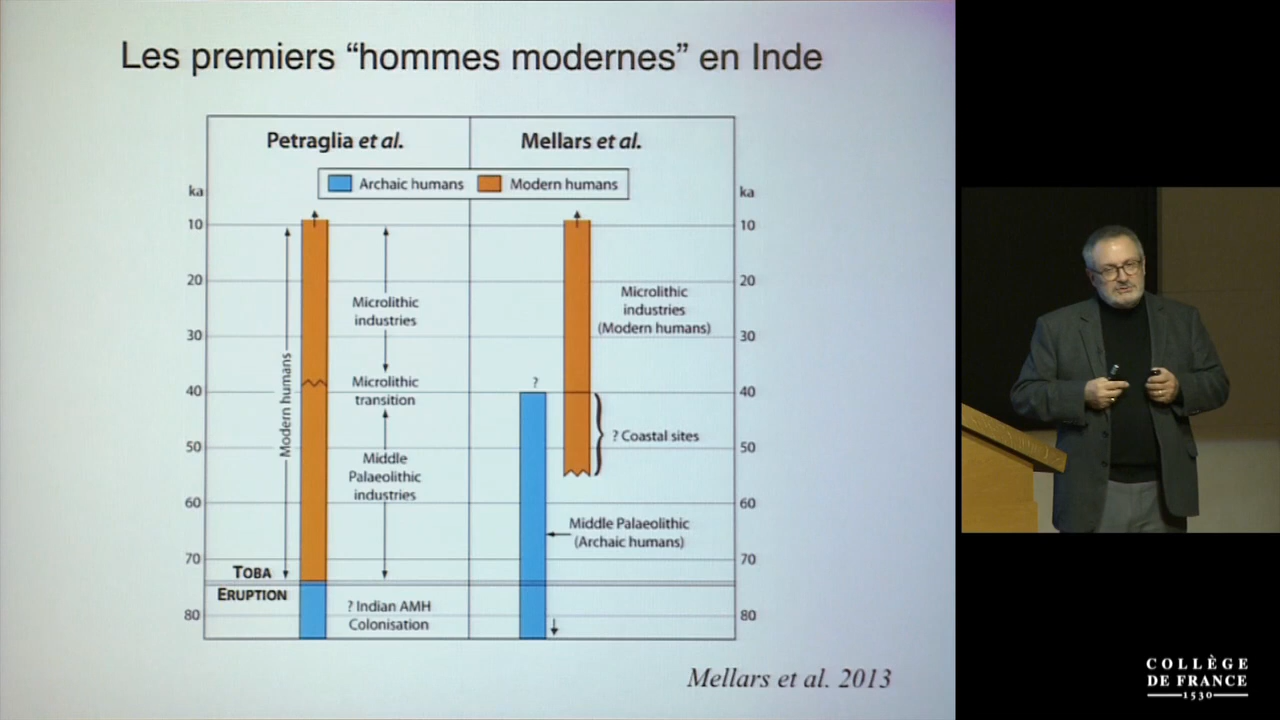 Les premiers “hommes modernes” en Inde
Petraglia et al.
Mellars et al.
Archaic humans
Modern humans
ka
ka
10
20
30
40
50
60
70
80
Modern humans
Microlithic
industries
Microlithic
transition
Middle
Palaeolithic
industries
TOBA
ERUPTION
? Indian AMH
Colonisation
?
Microlithic
industries
(Modern humans)
? Coastal sites
Middle Palaeolithic
(Archaic humans)
10
20
30
40
50
60
70
80
Mellars et al. 2013
COLLÈGE
DE FRANCE
1530